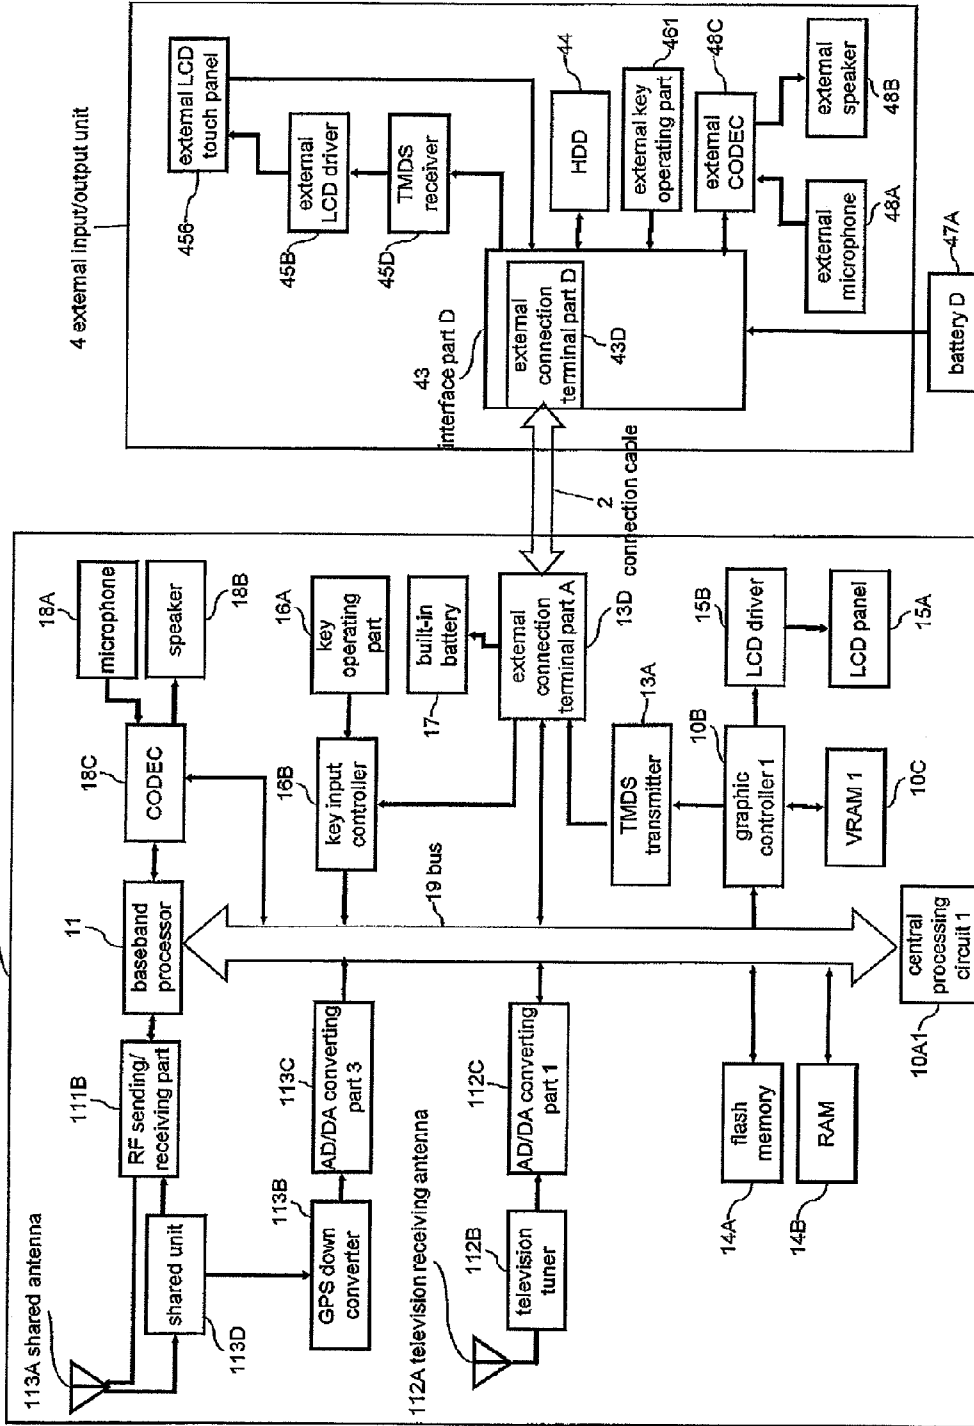 113A shared antenna
113D
shared unit
111B
RF sending/
receiving part
11
baseband
processor
18C
CODEC
18A
microphone
speaker
18B
113B
GPS down
converter
113C
AD/DA converting
part 3
16B
key input
controller
16A
key
operating
part
17
built-in
battery
112A television receiving antenna
112B
television
tuner
112C
AD/DA converting
part 1
19 bus
external
connection
terminal part A
13D
13A
TMDS
transmitter
14A
flash
memory
14B
RAM
10A1
central
processing
circuit 1
10B
graphic
controller 1
VRAM 1
10C
15B
LCD driver
LCD panel
15A
2
connection cable
4 external input/output unit
456
external LCD
touch panel
45B
external
LCD driver
45D
TMDS
receiver
43
interface part D
external
connection
terminal part D
43D
44
HDD
461
external key
operating part
48C
external
CODEC
external
microphone
48A
external
speaker
48B
47A
battery D